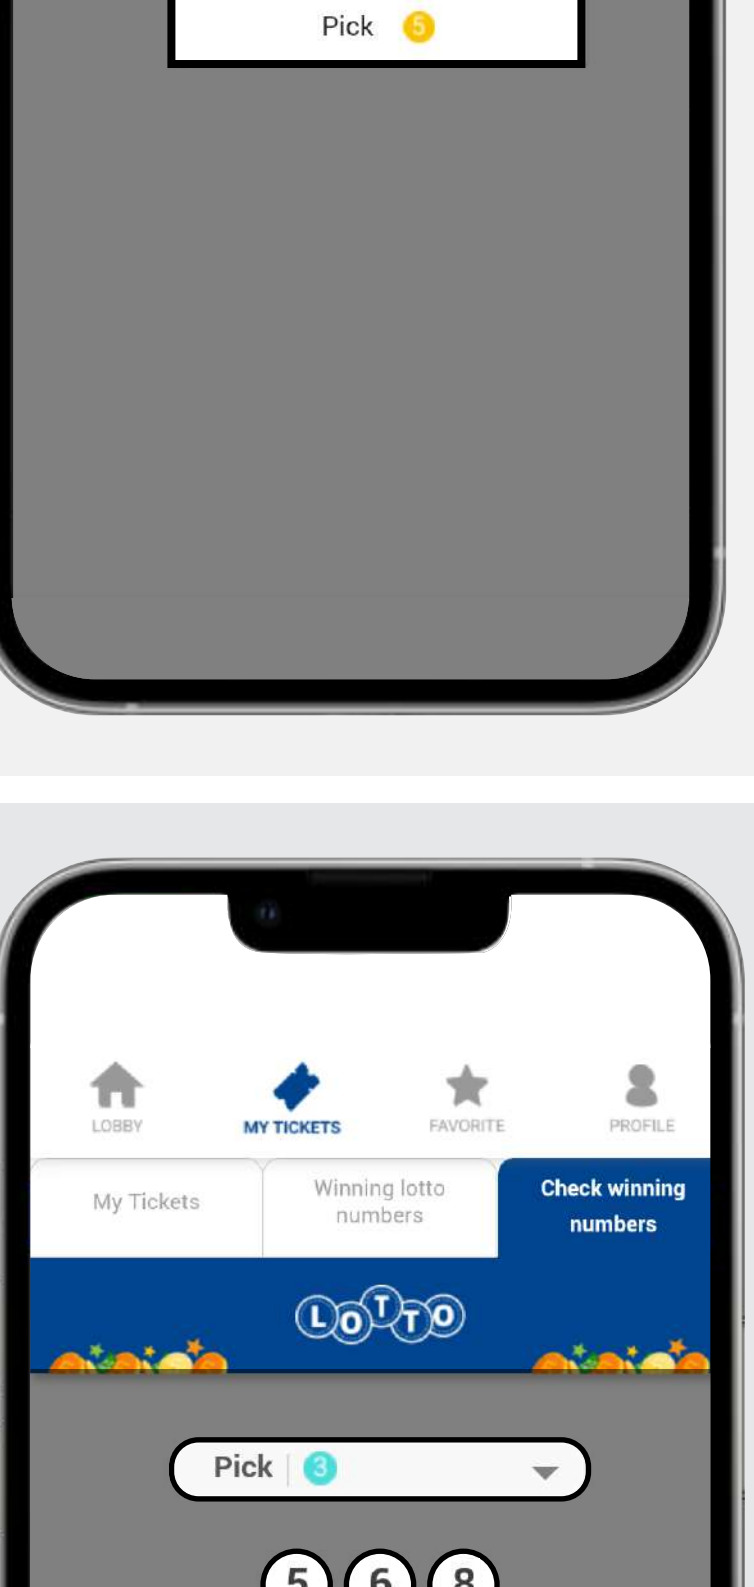 Pick 5
LOBBY MY TICKETS FAVORITE PROFILE
My Tickets
Winning lotto
numbers
Check winning
numbers
LOTTO
Pick 3
5 6 8